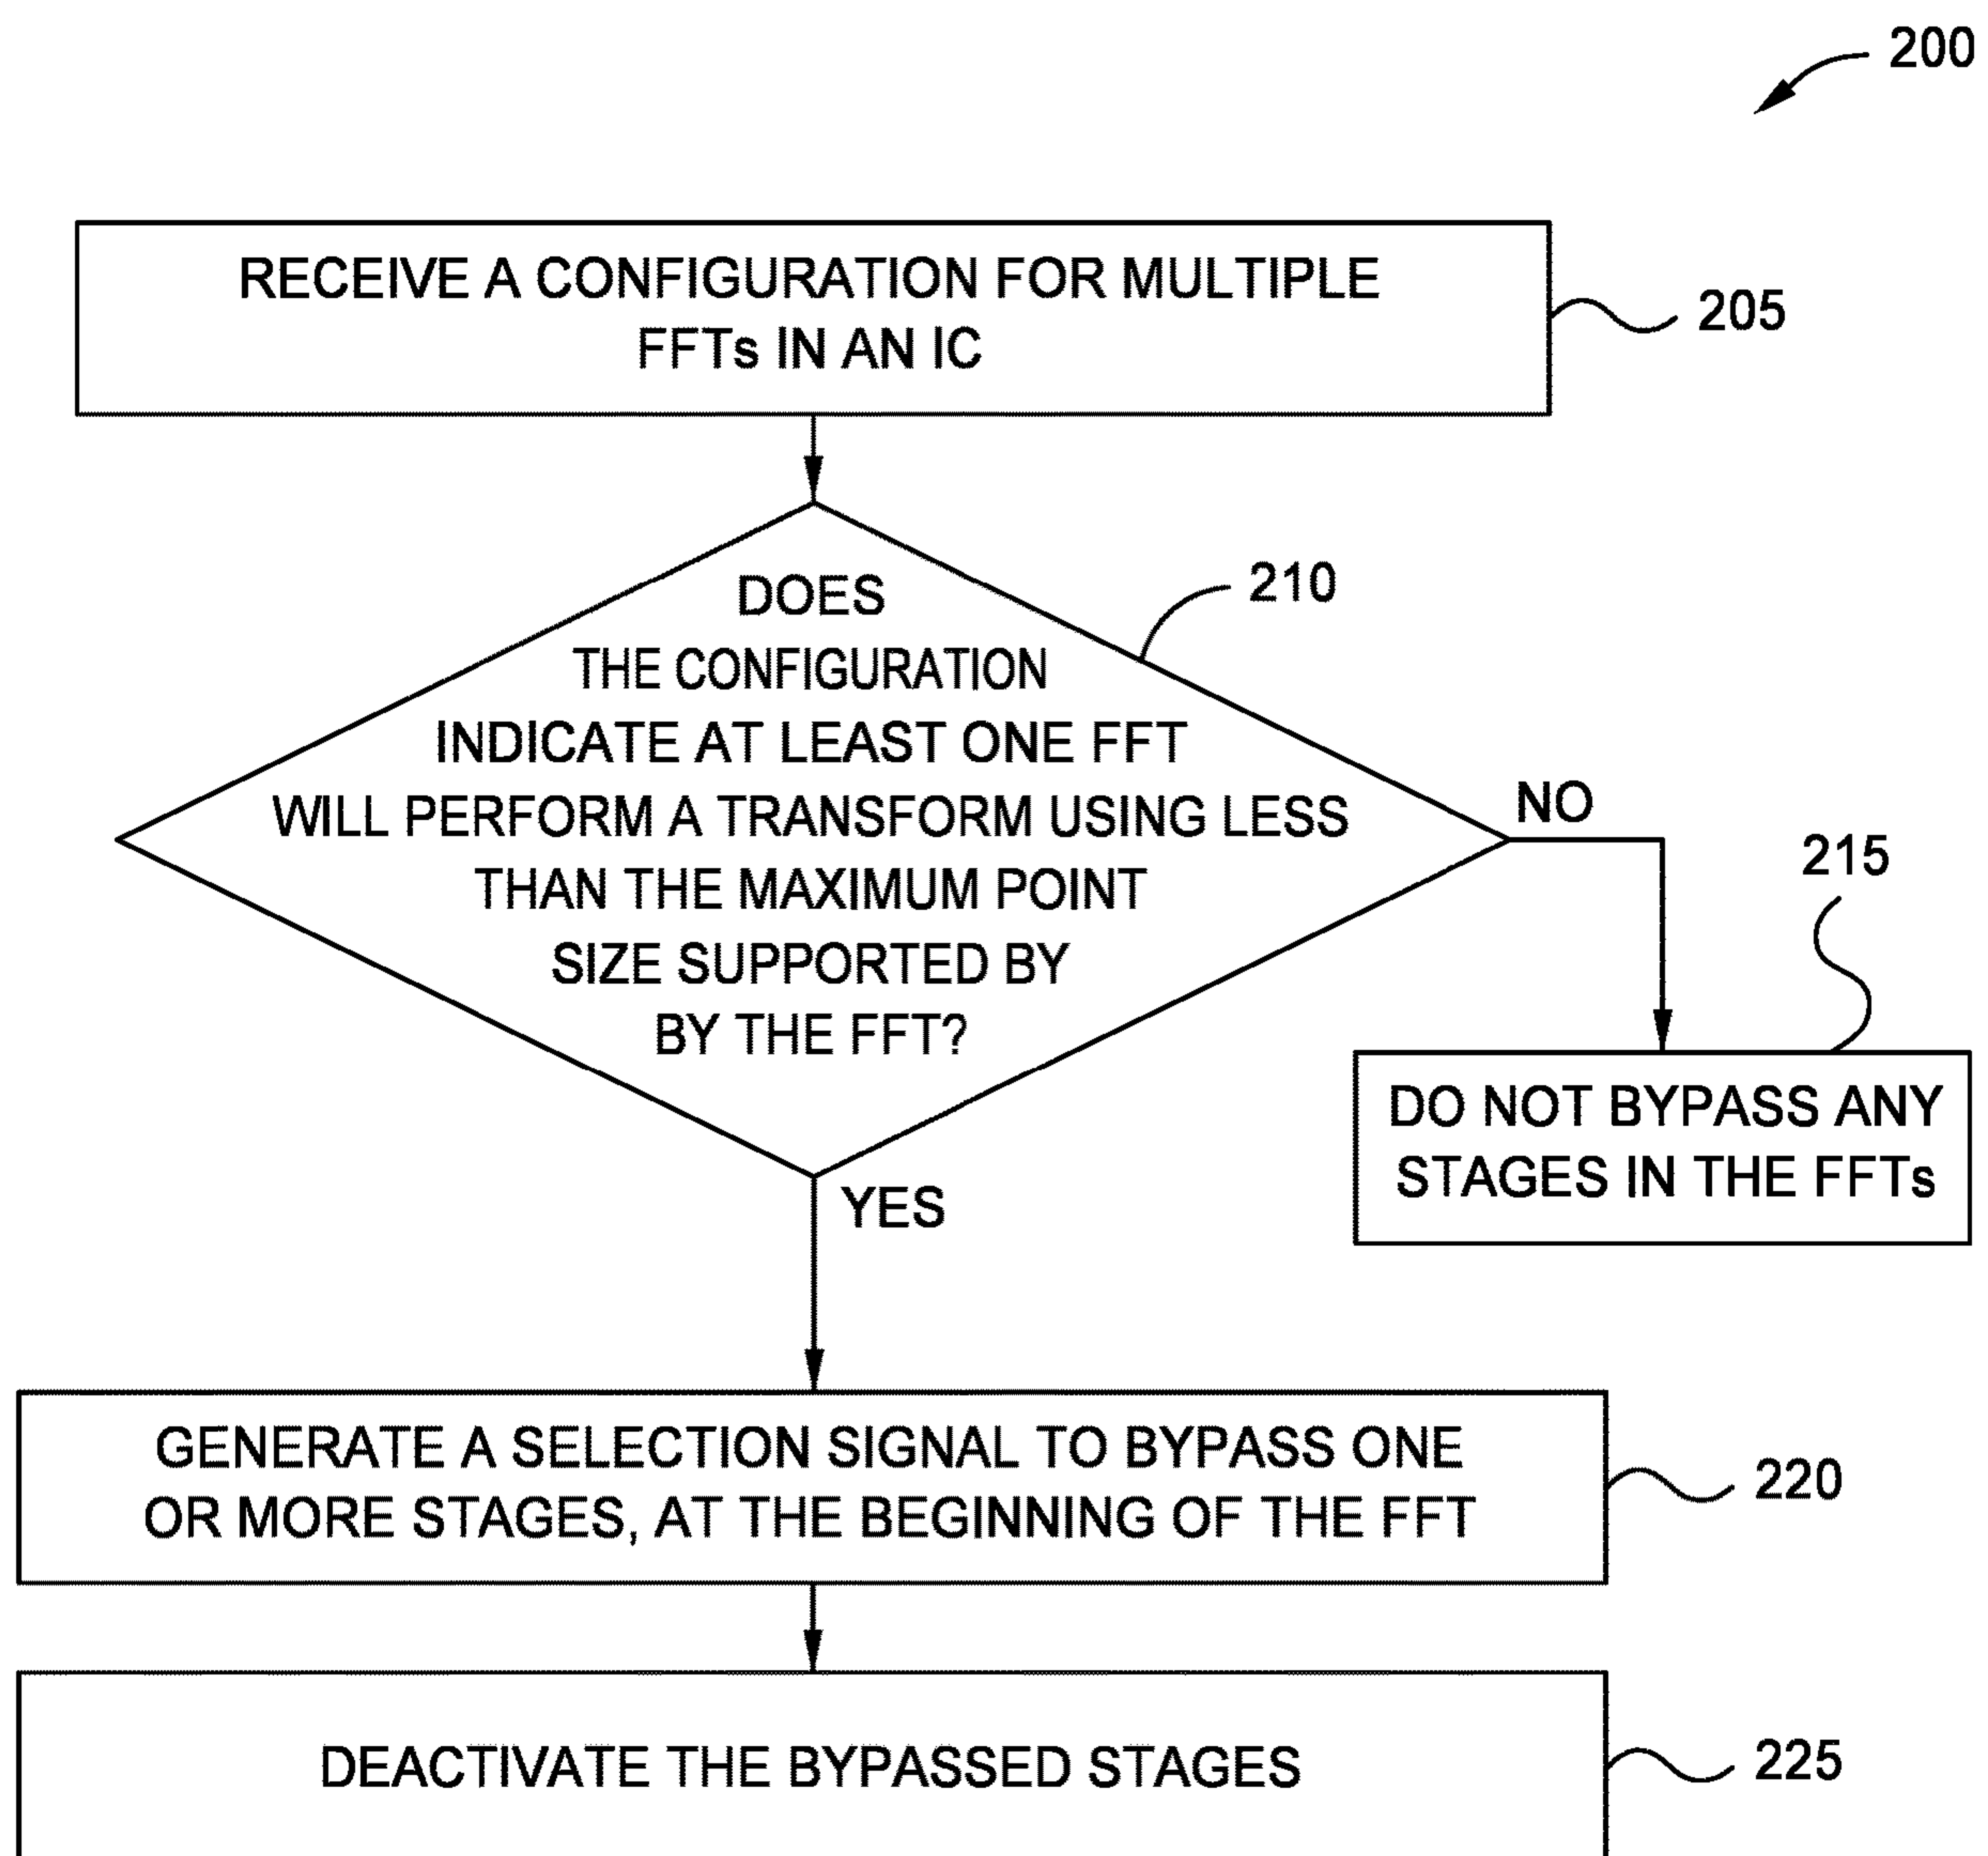 200
RECEIVE A CONFIGURATION FOR MULTIPLE
FFTs IN AN IC
205
DOES
THE CONFIGURATION
INDICATE AT LEAST ONE FFT
WILL PERFORM A TRANSFORM USING LESS
THAN THE MAXIMUM POINT
SIZE SUPPORTED BY
BY THE FFT?
210
NO
215
DO NOT BYPASS ANY
STAGES IN THE FFTs
YES
GENERATE A SELECTION SIGNAL TO BYPASS ONE
OR MORE STAGES, AT THE BEGINNING OF THE FFT
220
DEACTIVATE THE BYPASSED STAGES
225